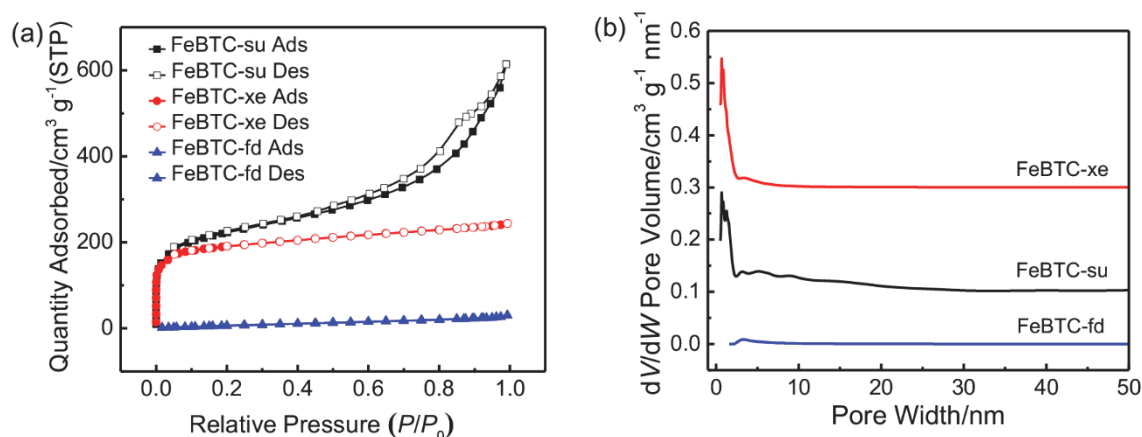 (a)
Quantity Adsorbed/cm³ g⁻¹(STP)
600
400
200
0
FeBTC-su Ads
FeBTC-su Des
FeBTC-xe Ads
FeBTC-xe Des
FeBTC-fd Ads
FeBTC-fd Des
0.0 0.2 0.4 0.6 0.8 1.0
Relative Pressure (P/P₀)
(b)
dV/dW Pore Volume/cm³ g⁻¹ nm⁻¹
0.6
0.5
0.4
0.3
0.2
0.1
0.0
FeBTC-xe
FeBTC-su
FeBTC-fd
0 10 20 30 40 50
Pore Width/nm